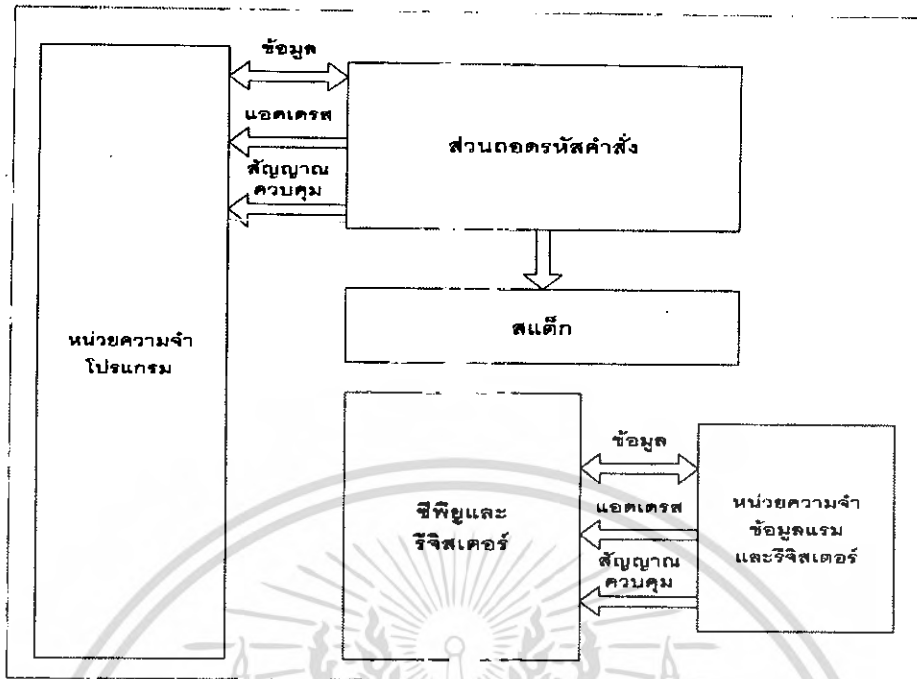 ข้อมูล
แอดเดรส
สัญญาณ
ควบคุม
ส่วนถอดรหัสคำสั่ง
สแต็ก
หน่วยความจำ
โปรแกรม
ซีพียูและ
รีจิสเตอร์
ข้อมูล
แอดเดรส
สัญญาณ
ควบคุม
หน่วยความจำ
ข้อมูลแรม
และรีจิสเตอร์